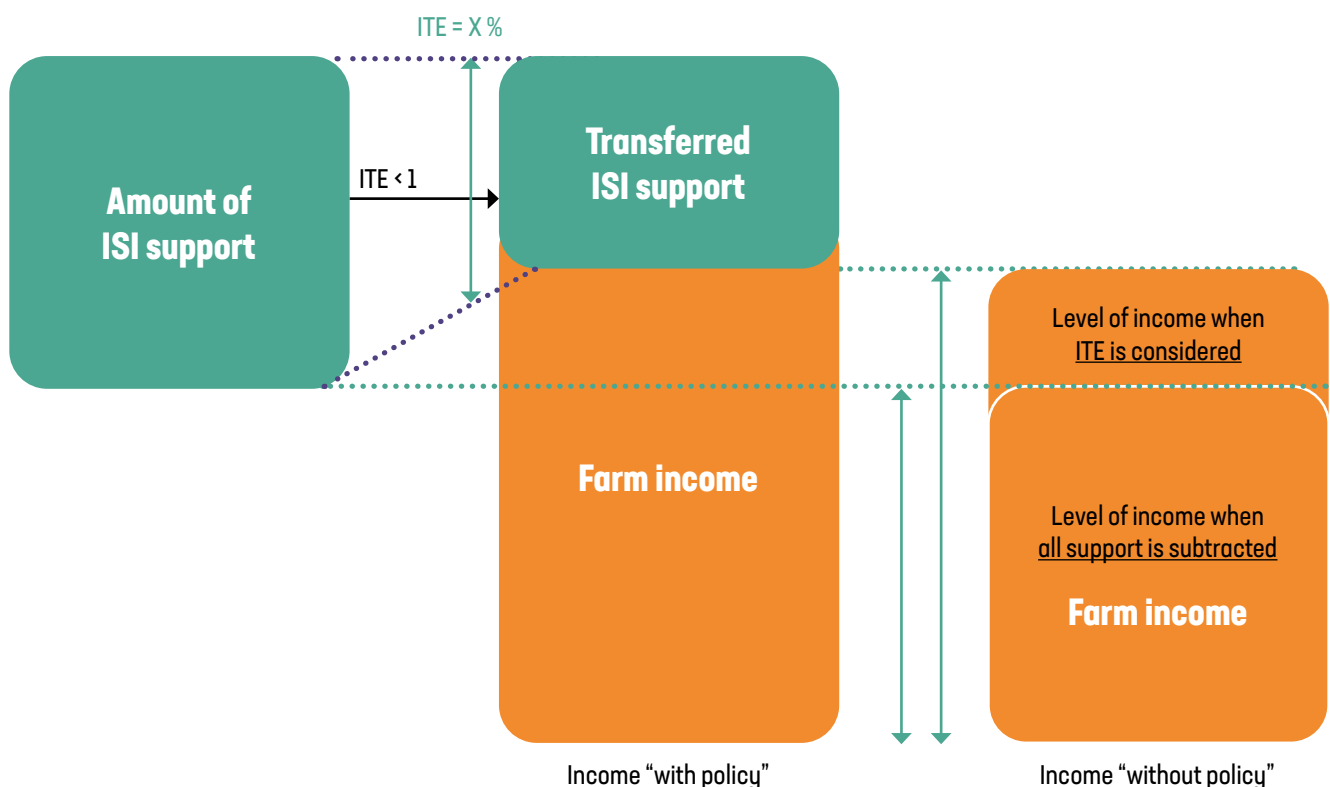 ITE = X %
Amount of
ISI support
ITE < 1
Transferred
ISI support
Farm income
Level of income when
ITE is considered
Level of income when
all support is subtracted
Farm income
Income “with policy”
Income “without policy”